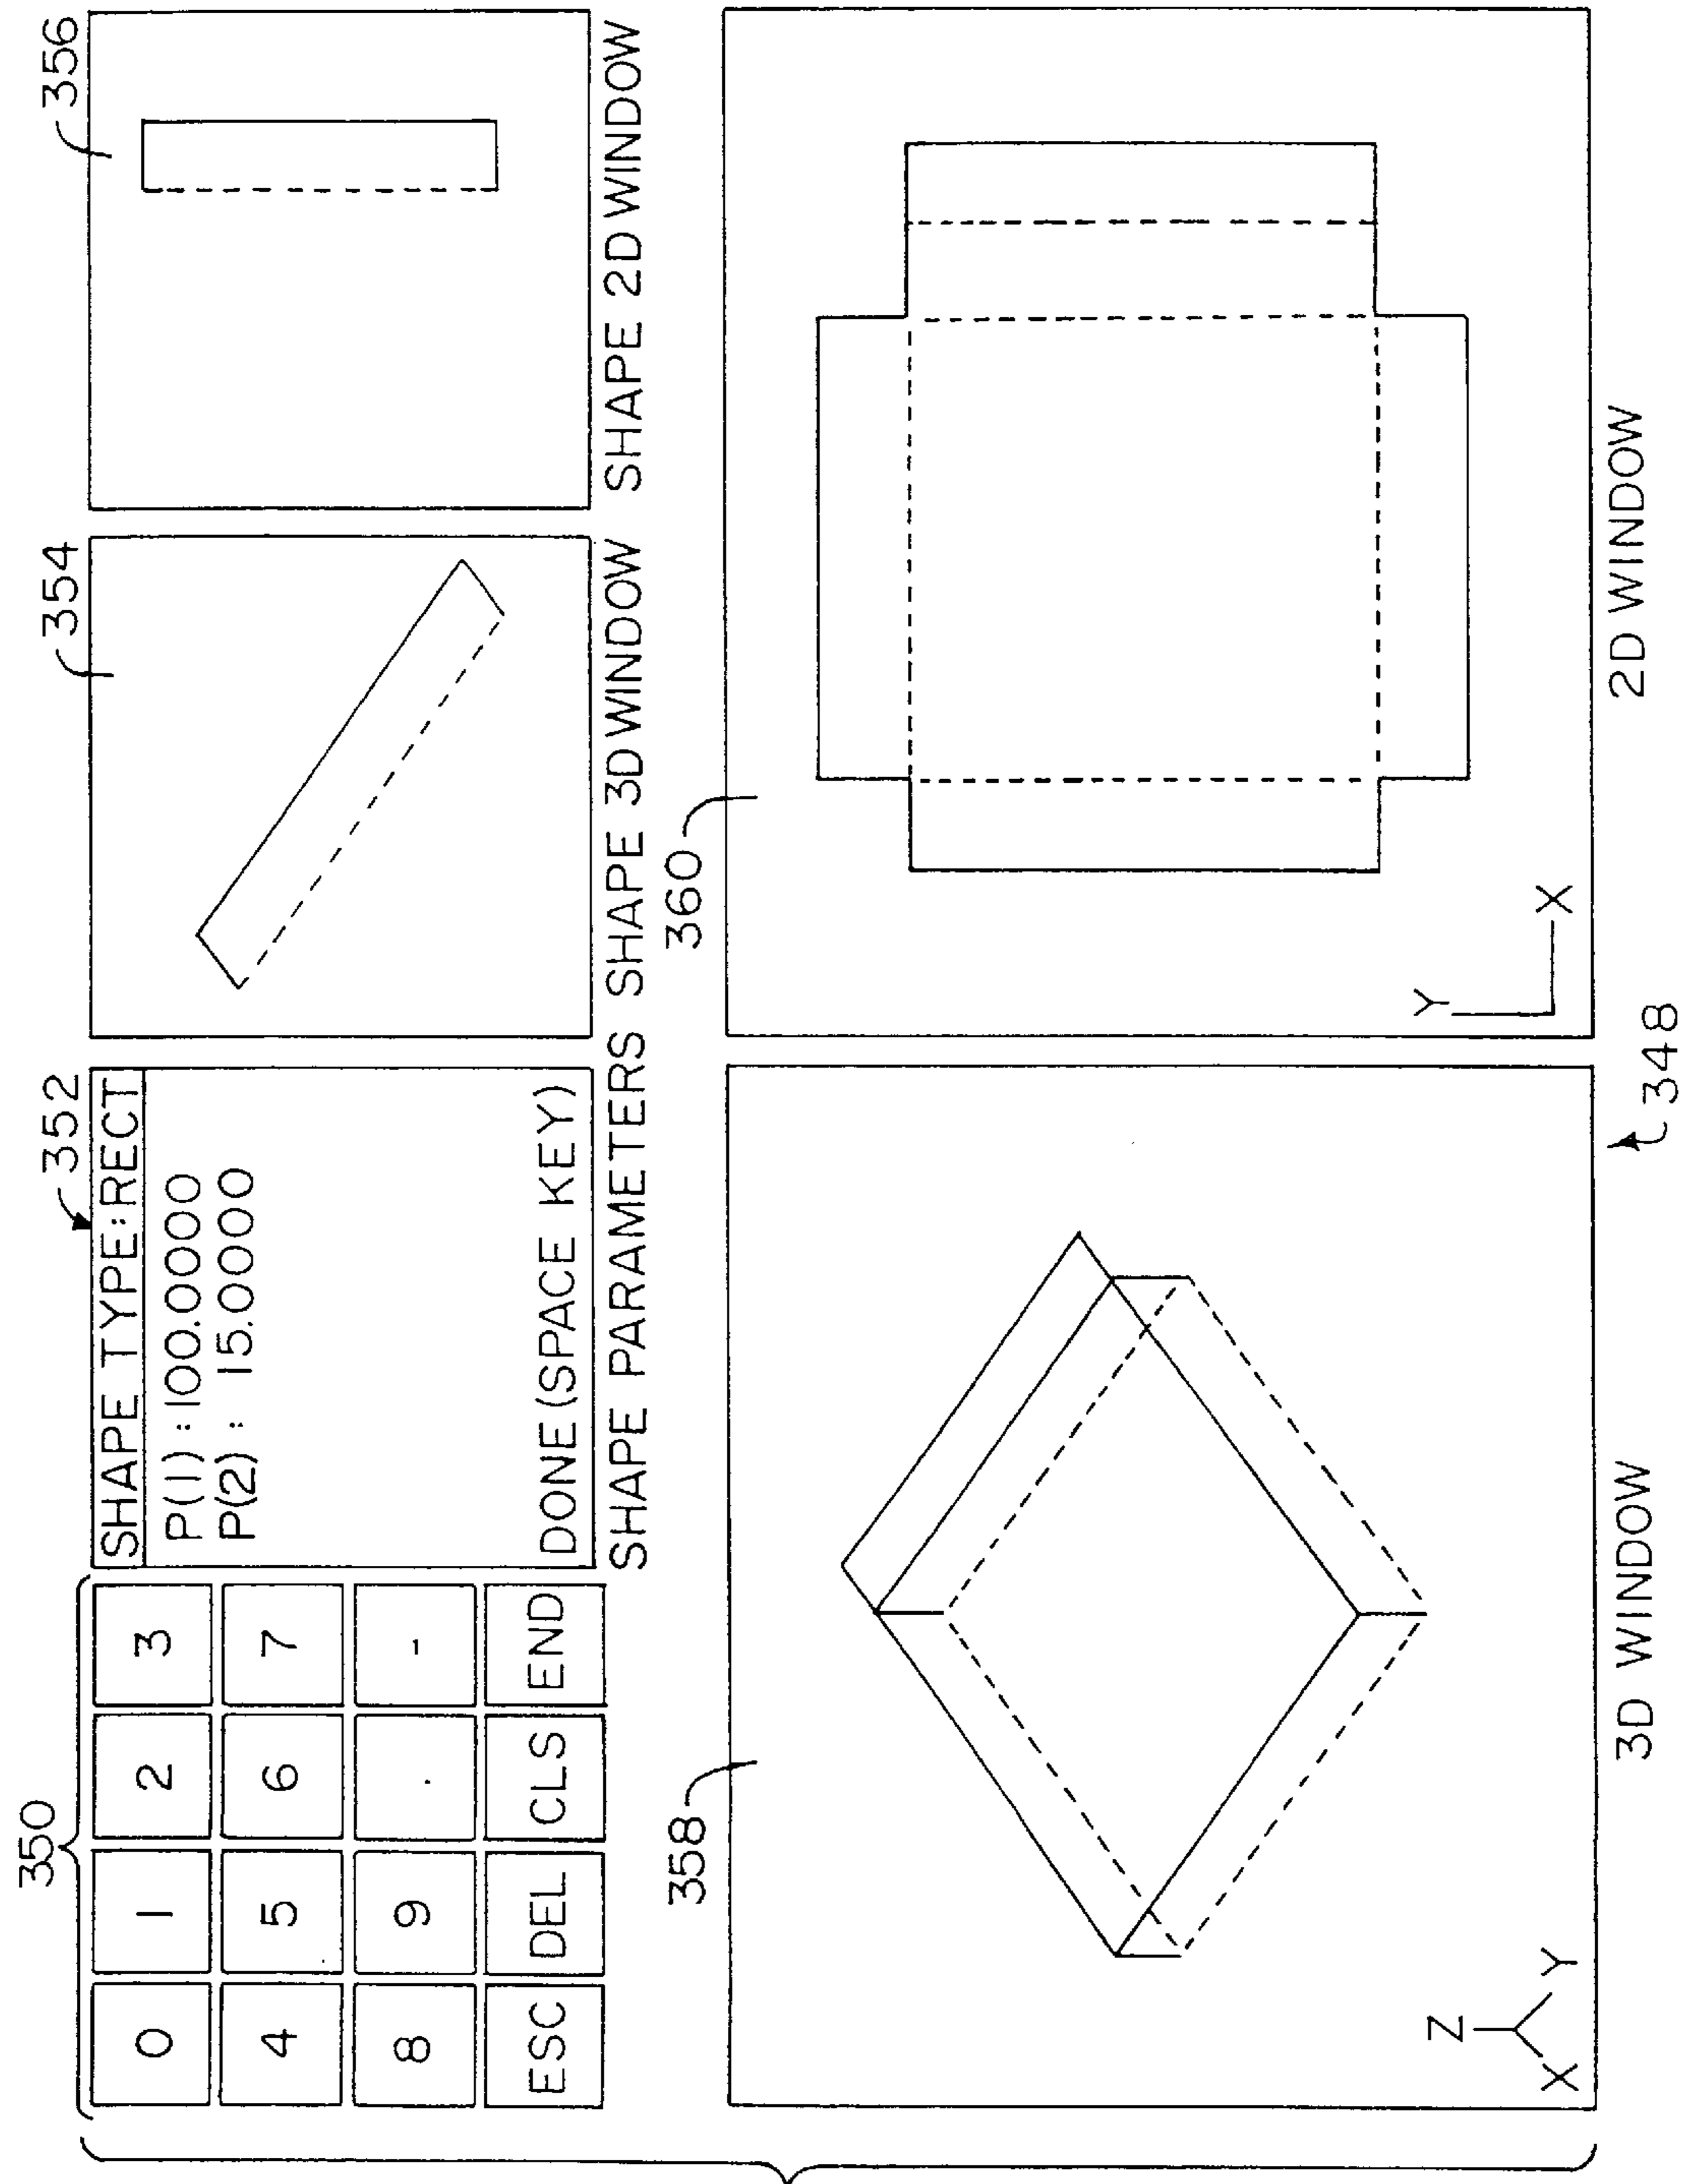 350
0 1 2 3
4 5 6 7
8 9 . -
ESC DEL CLS END
352
SHAPE TYPE:RECT
P(1):100.0000
P(2): 15.0000
DONE (SPACE KEY)
SHAPE PARAMETERS
354
SHAPE 3D WINDOW
356
SHAPE 2D WINDOW
358
Z
X Y
3D WINDOW
360
Y
X
2D WINDOW
348